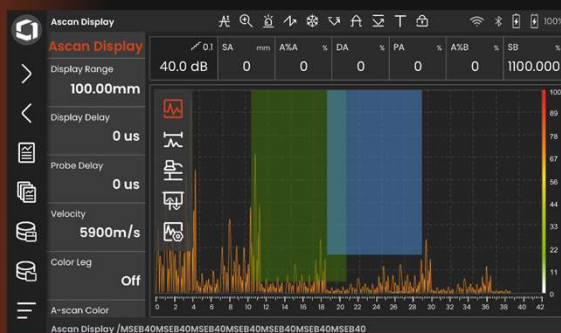 Ascan Display
100%
Ascan Display
Display Range
100.00mm
Display Delay
0 us
Probe Delay
0 us
Velocity
5900m/s
Color Leg
Off
A-scan Color
0.1
40.0 dB
SA mm
0
A%A %
0
DA %
0
PA %
0
A%B %
0
SB %
1100.000
100
89
78
67
56
44
33
22
11
0
0 2 4 6 8 10 12 14 16 18 20 22 24 26 28 30 32 34 36 38 40 42
Ascan Display /MSEB40MSEB40MSEB40MSEB40MSEB40MSEB40MSEB40